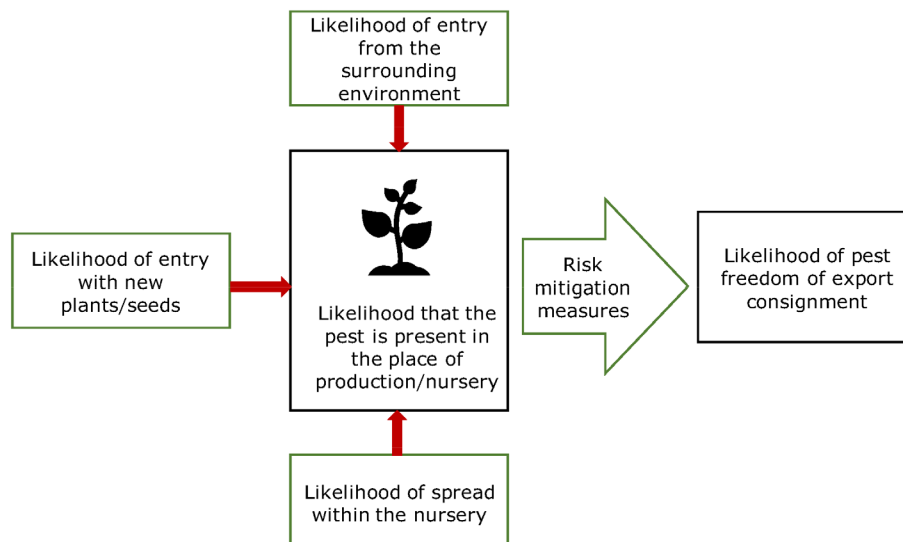 Likelihood of entry
from the
surrounding
environment
Likelihood of entry
with new
plants/seeds
Likelihood that the
pest is present in
the place of
production/nursery
Risk
mitigation
measures
Likelihood of pest
freedom of export
consignment
Likelihood of spread
within the nursery